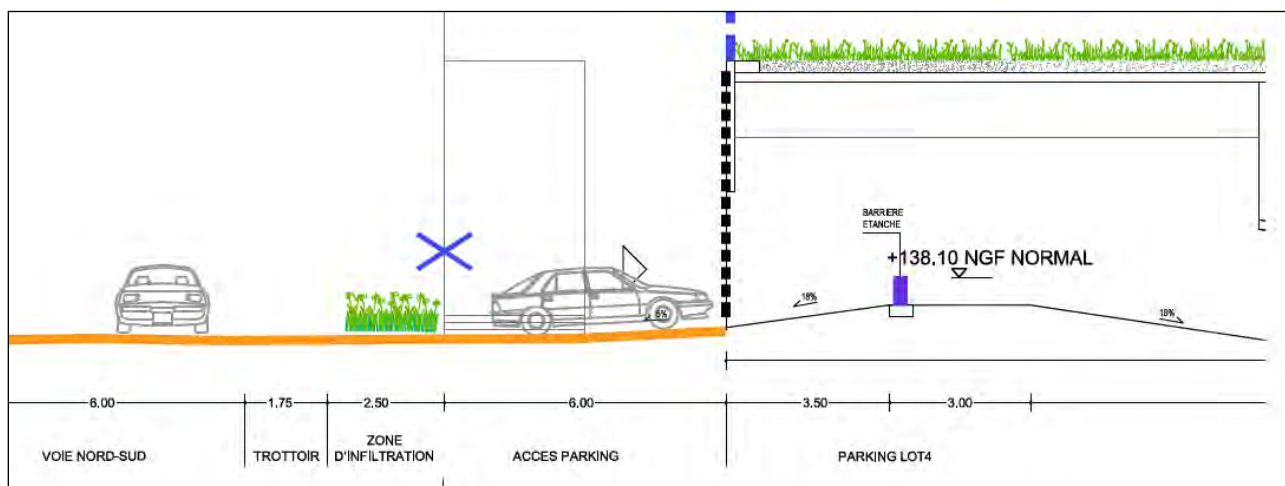 BARRIERE
ETANCHE
+138.10 NGF NORMAL
18%
6%
18%
6.00
1.75
2.50
6.00
3.50
3.00
VOIE NORD-SUD
TROTTOIR
ZONE
D'INFILTRATION
ACCES PARKING
PARKING LOT4